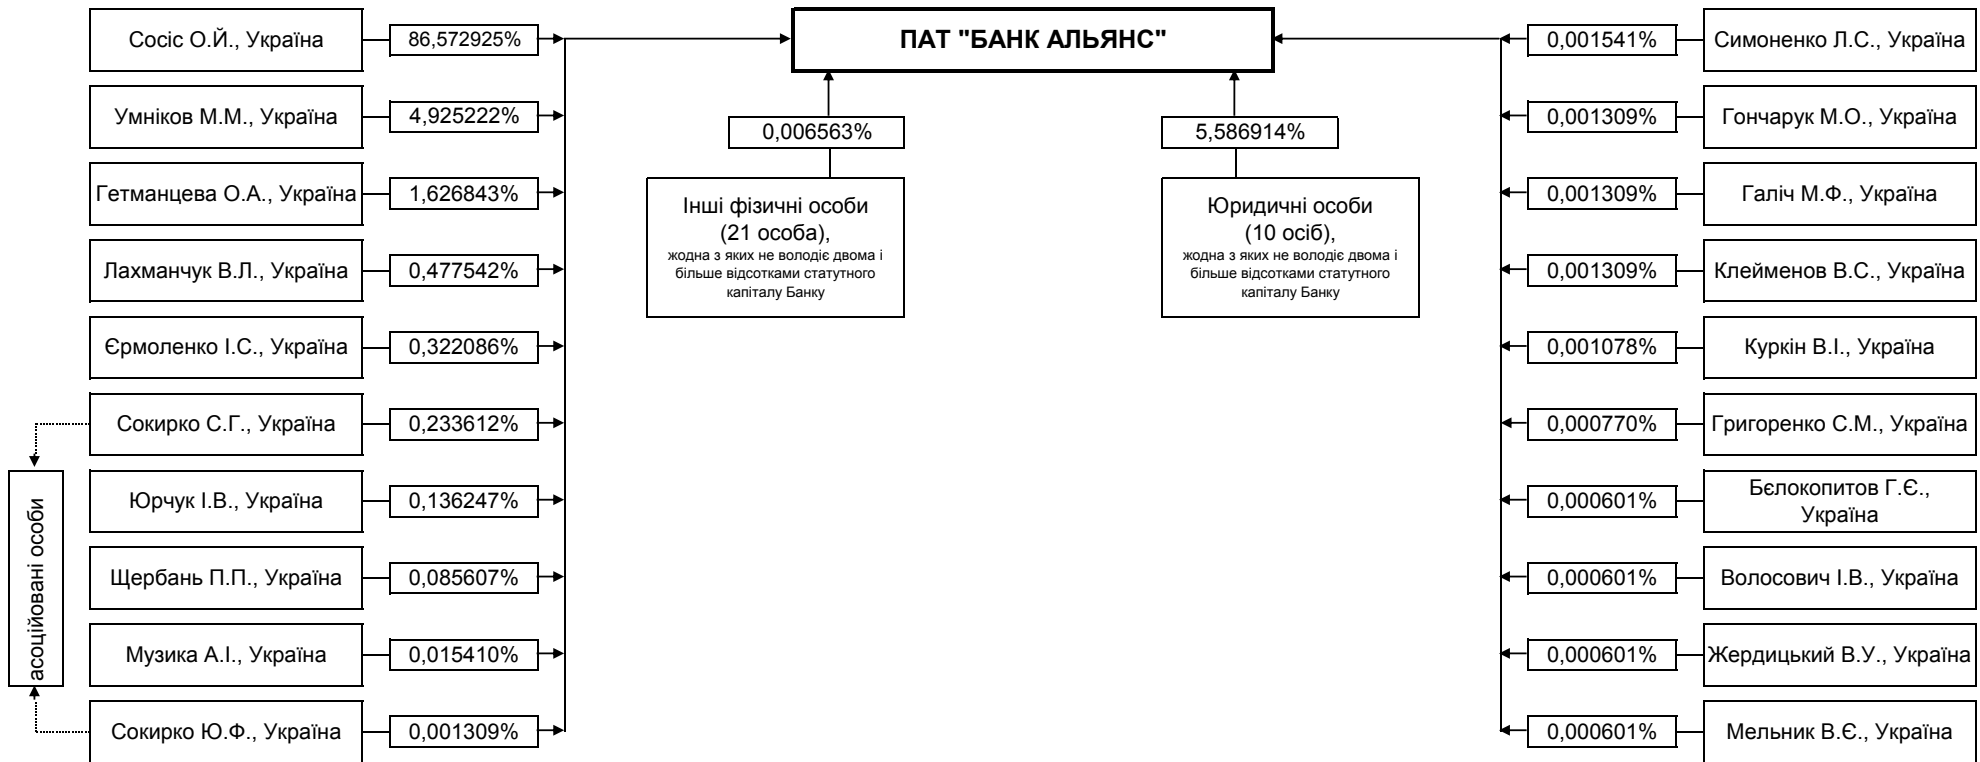 ПАТ "БАНК АЛЬЯНС"
Сосіс О.Й., Україна
86,572925%
Умніков М.М., Україна
4,925222%
Гетманцева О.А., Україна
1,626843%
Лахманчук В.Л., Україна
0,477542%
Єрмоленко І.С., Україна
0,322086%
Сокирко С.Г., Україна
0,233612%
Юрчук І.В., Україна
0,136247%
Щербань П.П., Україна
0,085607%
Музика А.І., Україна
0,015410%
Сокирко Ю.Ф., Україна
0,001309%
асоційовані особи
0,006563%
Інші фізичні особи
(21 особа),
жодна з яких не володіє двома і
більше відсотками статутного
капіталу Банку
5,586914%
Юридичні особи
(10 осіб),
жодна з яких не володіє двома і
більше відсотками статутного
капіталу Банку
0,001541%
Симоненко Л.С., Україна
0,001309%
Гончарук М.О., Україна
0,001309%
Галіч М.Ф., Україна
0,001309%
Клейменов В.С., Україна
0,001078%
Куркін В.І., Україна
0,000770%
Григоренко С.М., Україна
0,000601%
Бєлокопитов Г.Є.,
Україна
0,000601%
Волосович І.В., Україна
0,000601%
Жердицький В.У., Україна
0,000601%
Мельник В.Є., Україна